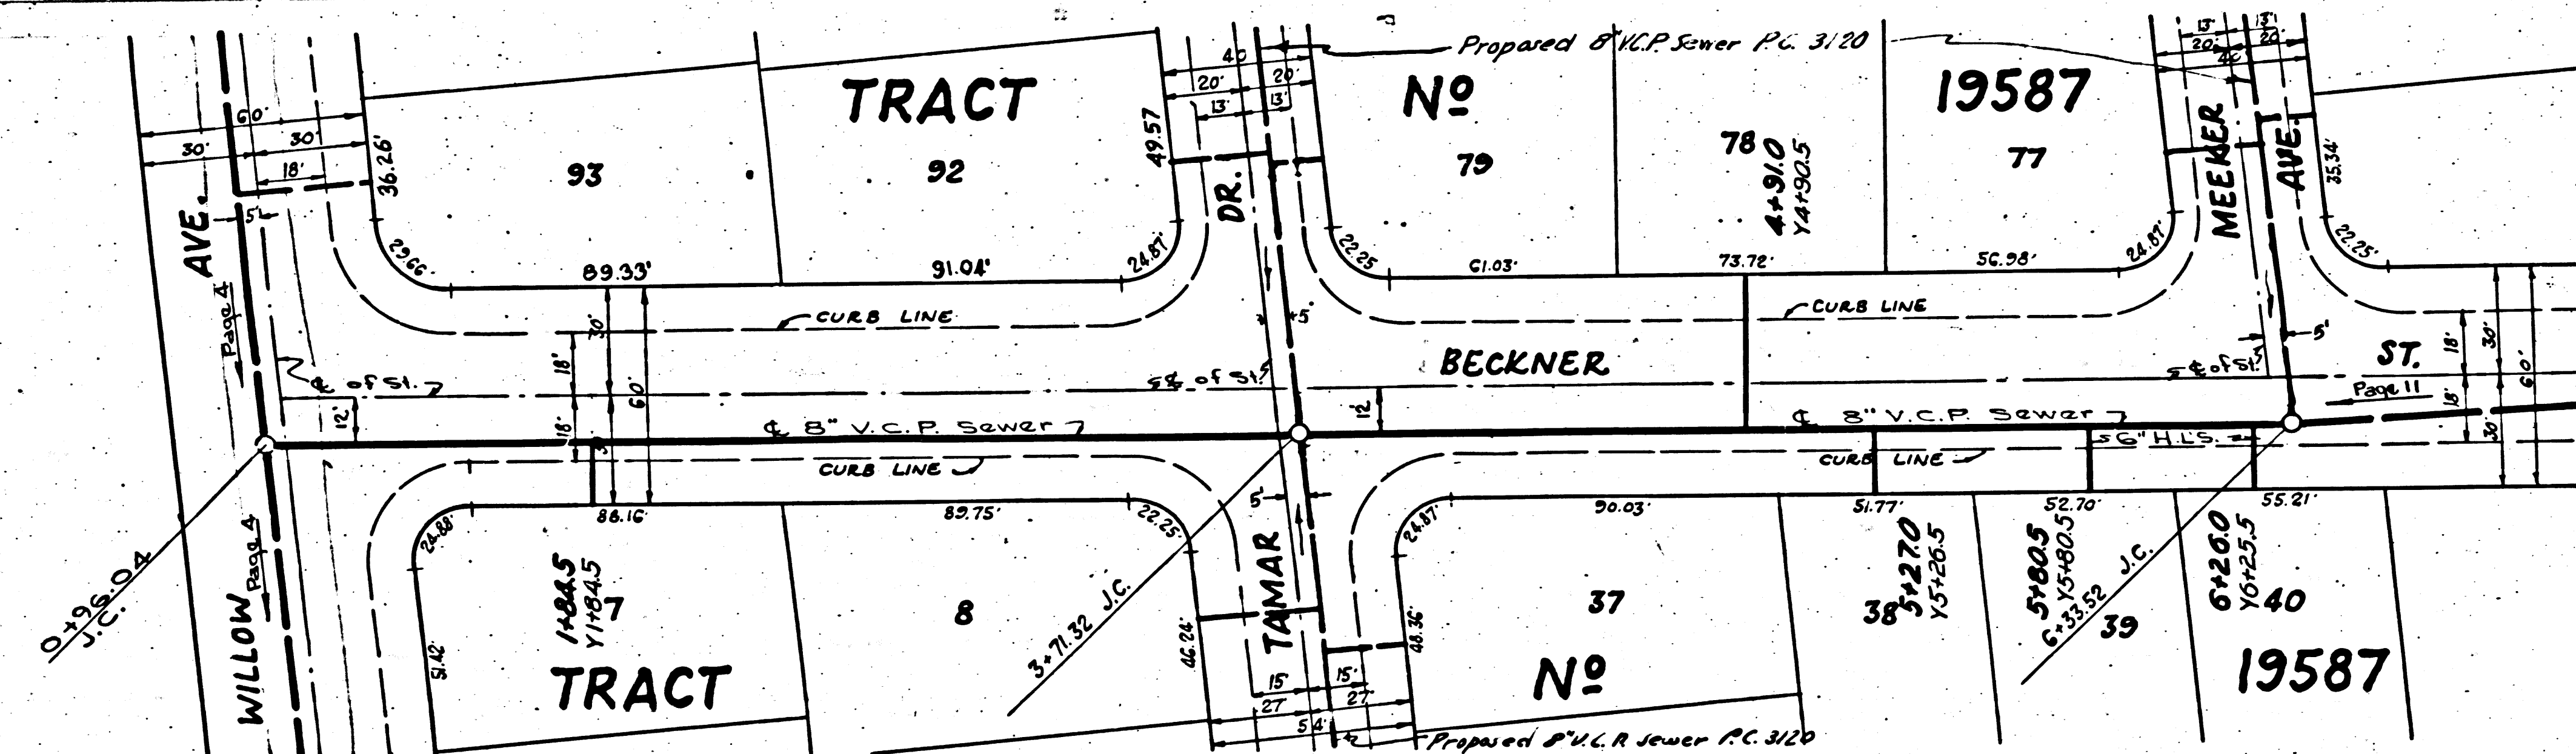 Proposed 8" V.C.P. Sewer P.C. 3120
TRACT
Nº
19587
60'
30'
30'
18'
36.26'
5'
93
92
49.57
40
20'
20'
13'
13'
DR.
79
78
4+91.0
Y4+90.5
77
13'
13'
20'
20'
40'
MEEKER
AVE.
35.34'
AVE.
Page 4
29.66'
89.33'
91.04'
24.87'
22.25
61.03'
73.72'
56.98'
24.87'
22.25'
CURB LINE
CURB LINE
30'
18'
60'
5'
5'
BECKNER
ST.
18'
30'
60'
℄ of St.
℄ of St.
℄ of St.
Page 11
12'
18'
30'
12'
18'
30'
℄ 8" V.C.P. Sewer
℄ 8" V.C.P. Sewer
6" H.L.S.
CURB LINE
CURB LINE
88.16'
89.75'
22.25'
5'
24.88'
24.87'
90.03'
51.77'
52.70'
55.21'
0+96.04
J.C.
WILLOW
Page 4
51.42'
1+84.5
Y1+84.5
7
8
3+71.32 J.C.
46.24'
TAMAR
48.36'
37
38
5+27.0
Y5+26.5
5+80.5
Y5+80.5
6+33.52 J.C.
39
6+26.0
Y6+25.5
40
TRACT
Nº
19587
15'
15'
27'
27'
54'
Proposed 8" V.C.P. Sewer P.C. 3120